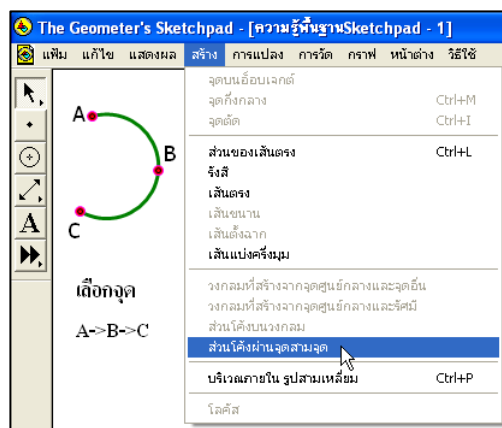 The Geometer's Sketchpad - [ความรู้พื้นฐานSketchpad - 1]
แฟ้ม แก้ไข แสดงผล สร้าง การแปลง การวัด กราฟ หน้าต่าง วิธีใช้
จุดบนอ็อบเจกต์
จุดกึ่งกลาง Ctrl+M
จุดตัด Ctrl+I
ส่วนของเส้นตรง Ctrl+L
รังสี
เส้นตรง
เส้นขนาน
เส้นตั้งฉาก
เส้นแบ่งครึ่งมุม
วงกลมที่สร้างจากจุดศูนย์กลางและจุดอื่น
วงกลมที่สร้างจากจุดศูนย์กลางและรัศมี
ส่วนโค้งบนวงกลม
ส่วนโค้งผ่านจุดสามจุด
บริเวณภายใน รูปสามเหลี่ยม Ctrl+P
โลคัส
A
B
C
เลือกจุด
A->B->C
A